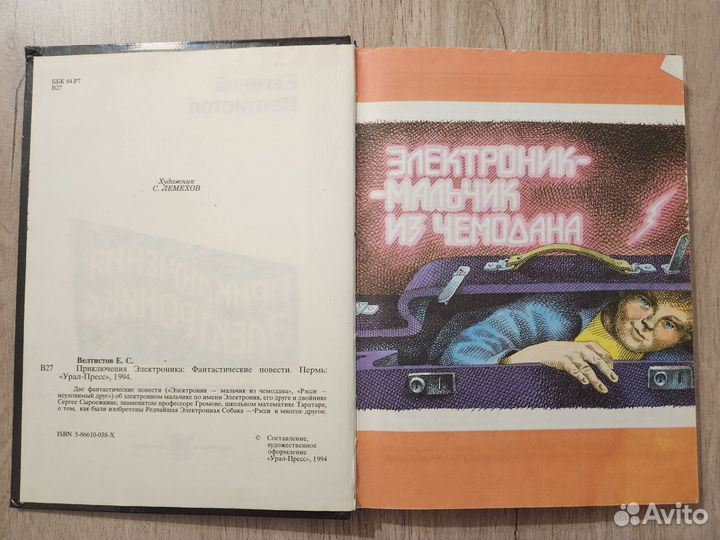 ББК 84.Р7
В27
Художник
С. ЛЕМЕХОВ
Велтистов Е. С.
В27 Приключения Электроника: Фантастические повести. Пермь:
«Урал-Пресс», 1994.
Две фантастические повести («Электроник — мальчик из чемодана», «Рэсси —
неуловимый друг») об электронном мальчике по имени Электроник, его друге и двойнике
Сергее Сыроежкине, знаменитом профессоре Громове, школьном математике Таратаре,
о том, как были изобретены Редчайшая Электронная Собака — Рэсси и многое другое.
ISBN 5-86610-038-X
© Составление,
художественное
оформление
«Урал-Пресс», 1994
ЭЛЕКТРОНИК-
-МАЛЬЧИК
ИЗ ЧЕМОДАНА
Avito